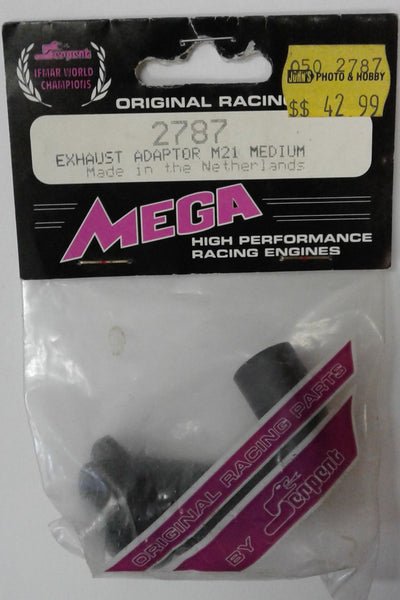 Serpent
IFMAR WORLD
CHAMPIONS
ORIGINAL RACING
050 2787
JOHN'S PHOTO & HOBBY
$$ 42.99
2787
EXHAUST ADAPTOR M21 MEDIUM
Made in the Netherlands
MEGA
HIGH PERFORMANCE
RACING ENGINES
ORIGINAL RACING PARTS
BY Serpent